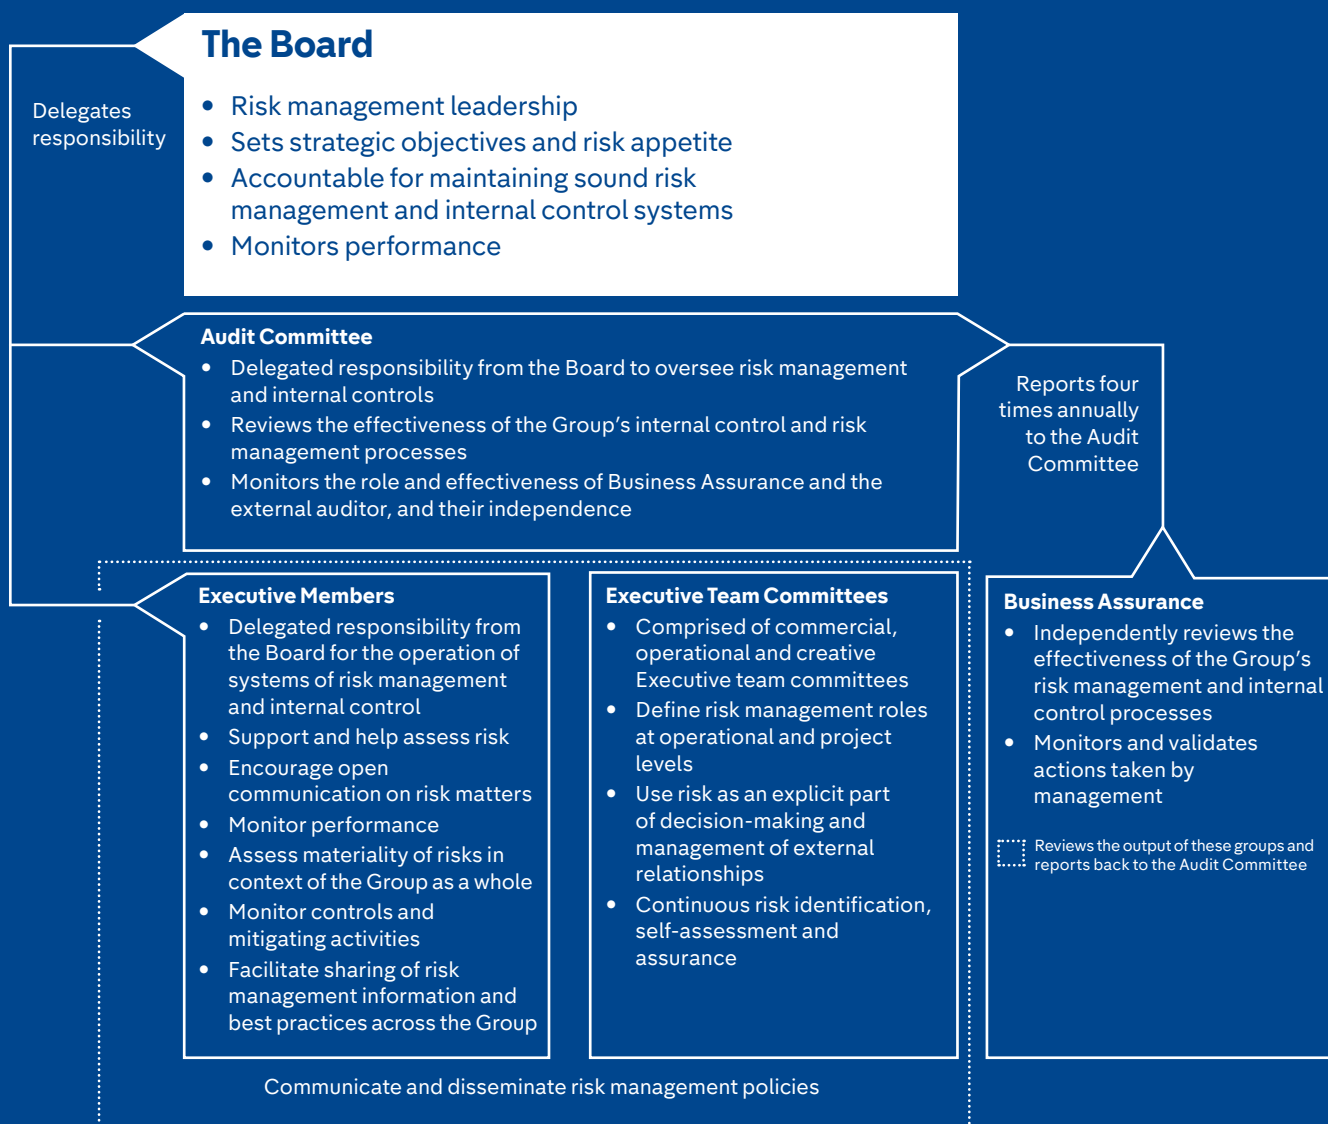 The Board
Delegates
responsibility
• Risk management leadership
• Sets strategic objectives and risk appetite
• Accountable for maintaining sound risk
management and internal control systems
• Monitors performance
Audit Committee
• Delegated responsibility from the Board to oversee risk management
and internal controls
• Reviews the effectiveness of the Group’s internal control and risk
management processes
• Monitors the role and effectiveness of Business Assurance and the
external auditor, and their independence
Reports four
times annually
to the Audit
Committee
Executive Members
• Delegated responsibility from
the Board for the operation of
systems of risk management
and internal control
• Support and help assess risk
• Encourage open
communication on risk matters
• Monitor performance
• Assess materiality of risks in
context of the Group as a whole
• Monitor controls and
mitigating activities
• Facilitate sharing of risk
management information and
best practices across the Group
Executive Team Committees
• Comprised of commercial,
operational and creative
Executive team committees
• Define risk management roles
at operational and project
levels
• Use risk as an explicit part
of decision-making and
management of external
relationships
• Continuous risk identification,
self-assessment and
assurance
Business Assurance
• Independently reviews the
effectiveness of the Group’s
risk management and internal
control processes
• Monitors and validates
actions taken by
management
Reviews the output of these groups and
reports back to the Audit Committee
Communicate and disseminate risk management policies